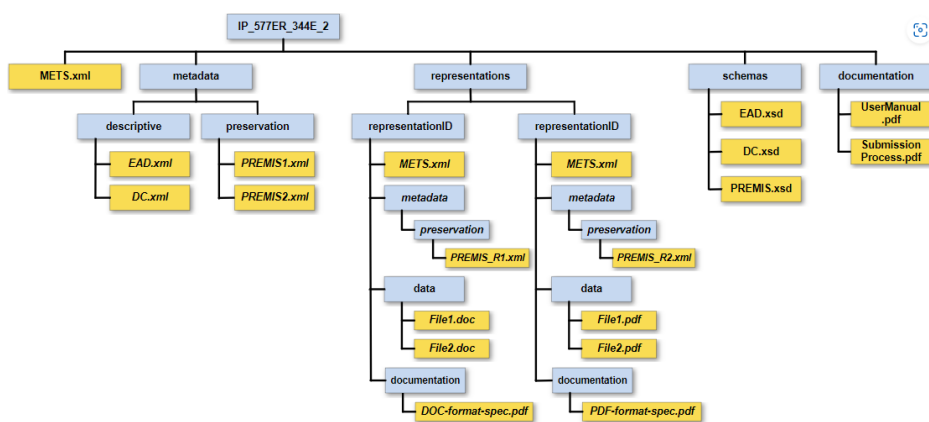 IP_577ER_344E_2
METS.xml
metadata
representations
schemas
documentation
descriptive
preservation
representationID
representationID
EAD.xsd
UserManual
.pdf
EAD.xml
PREMIS1.xml
METS.xml
METS.xml
DC.xsd
Submission
Process.pdf
DC.xml
PREMIS2.xml
metadata
metadata
PREMIS.xsd
preservation
preservation
PREMIS_R1.xml
PREMIS_R2.xml
data
data
File1.doc
File1.pdf
File2.doc
File2.pdf
documentation
documentation
DOC-format-spec.pdf
PDF-format-spec.pdf